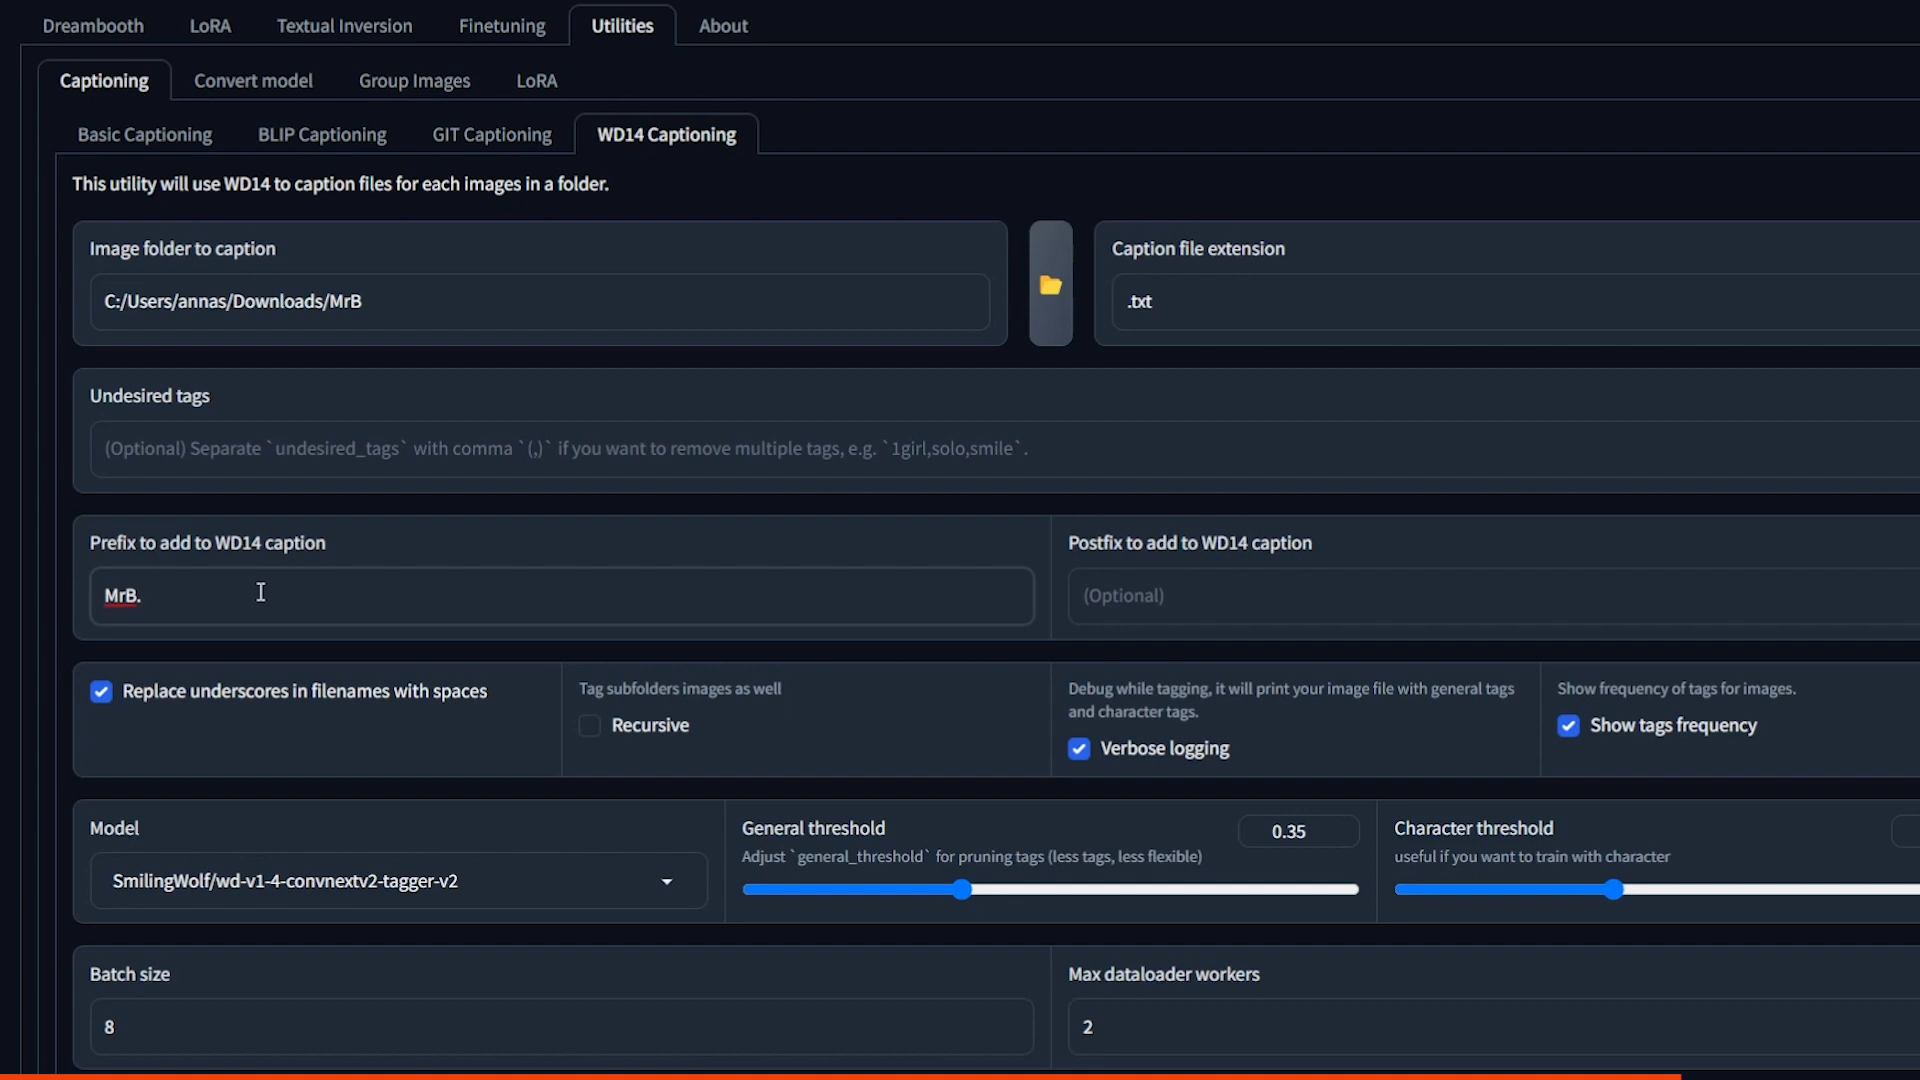 Dreambooth LoRA Textual Inversion Finetuning Utilities About
Captioning Convert model Group Images LoRA
Basic Captioning BLIP Captioning GIT Captioning WD14 Captioning
This utility will use WD14 to caption files for each images in a folder.
Image folder to caption
C:/Users/annas/Downloads/MrB
Caption file extension
.txt
Undesired tags
(Optional) Separate `undesired_tags` with comma `(,)` if you want to remove multiple tags, e.g. `1girl,solo,smile`.
Prefix to add to WD14 caption
MrB.
Postfix to add to WD14 caption
(Optional)
Replace underscores in filenames with spaces
Tag subfolders images as well
Recursive
Debug while tagging, it will print your image file with general tags
and character tags.
Verbose logging
Show frequency of tags for images.
Show tags frequency
Model
SmilingWolf/wd-v1-4-convnextv2-tagger-v2
General threshold
0.35
Adjust `general_threshold` for pruning tags (less tags, less flexible)
Character threshold
useful if you want to train with character
Batch size
8
Max dataloader workers
2